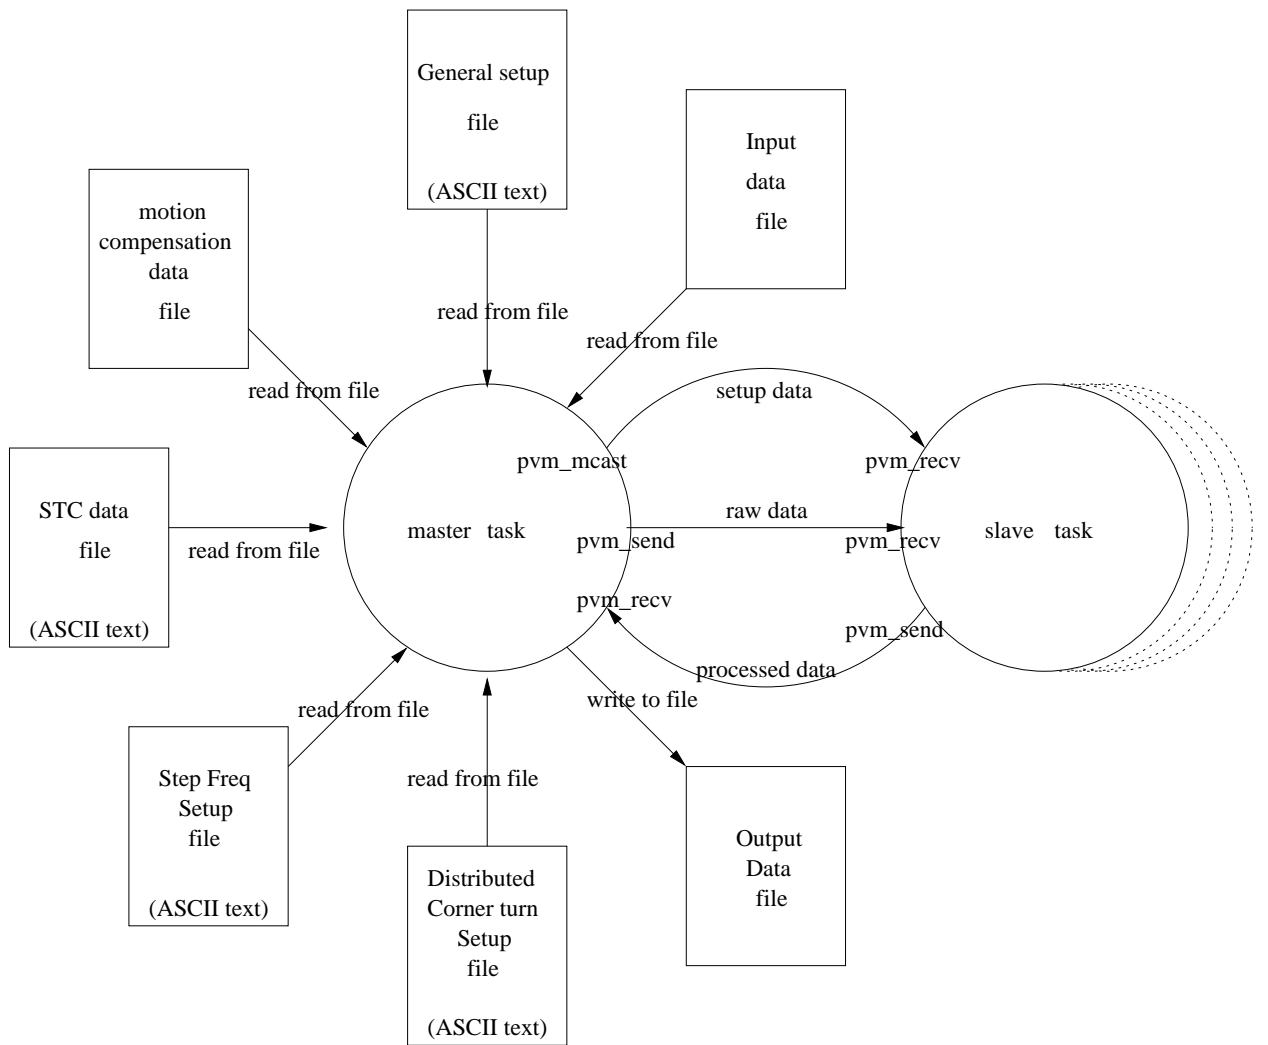 General setup
file
(ASCII text)
Input
data
file
motion
compensation
data
file
read from file
read from file
read from file
setup data
pvm_mcast
pvm_recv
STC data
file
(ASCII text)
read from file
master task
raw data
pvm_send
pvm_recv
slave task
pvm_recv
pvm_send
processed data
write to file
read from file
Step Freq
Setup
file
(ASCII text)
read from file
Distributed
Corner turn
Setup
file
(ASCII text)
Output
Data
file